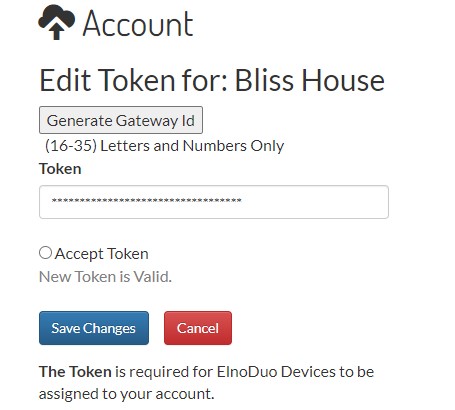 Account
Edit Token for: Bliss House
Generate Gateway Id
(16-35) Letters and Numbers Only
Token
**********************************
Accept Token
New Token is Valid.
Save Changes Cancel
The Token is required for ElnoDuo Devices to be
assigned to your account.